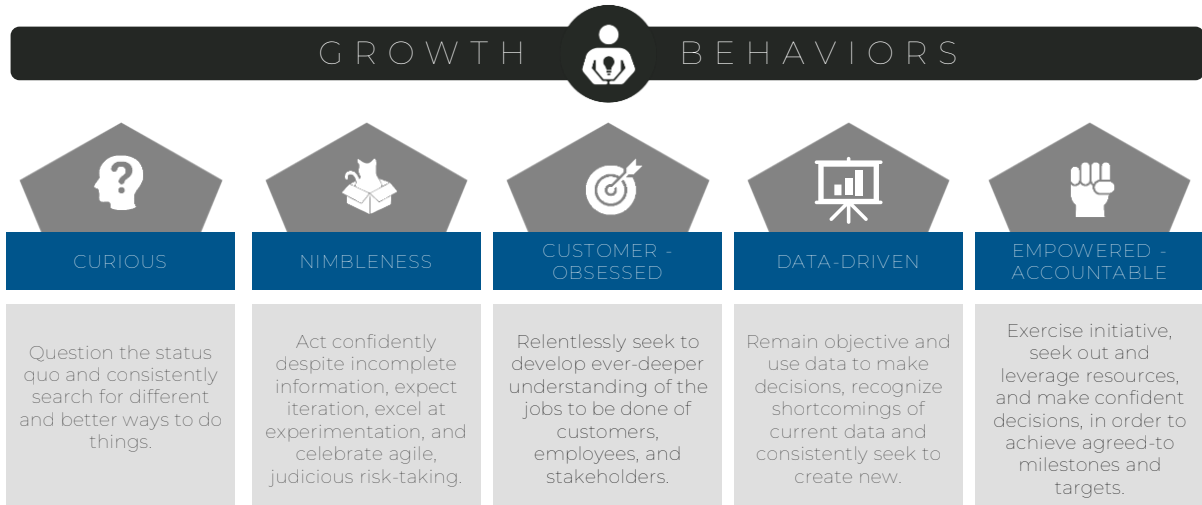 GROWTH BEHAVIORS
CURIOUS
Question the status
quo and consistently
search for different
and better ways to do
things.
NIMBLENESS
Act confidently
despite incomplete
information, expect
iteration, excel at
experimentation, and
celebrate agile,
judicious risk-taking.
CUSTOMER -
OBSESSED
Relentlessly seek to
develop ever-deeper
understanding of the
jobs to be done of
customers,
employees, and
stakeholders.
DATA-DRIVEN
Remain objective and
use data to make
decisions, recognize
shortcomings of
current data and
consistently seek to
create new.
EMPOWERED -
ACCOUNTABLE
Exercise initiative,
seek out and
leverage resources,
and make confident
decisions, in order to
achieve agreed-to
milestones and
targets.